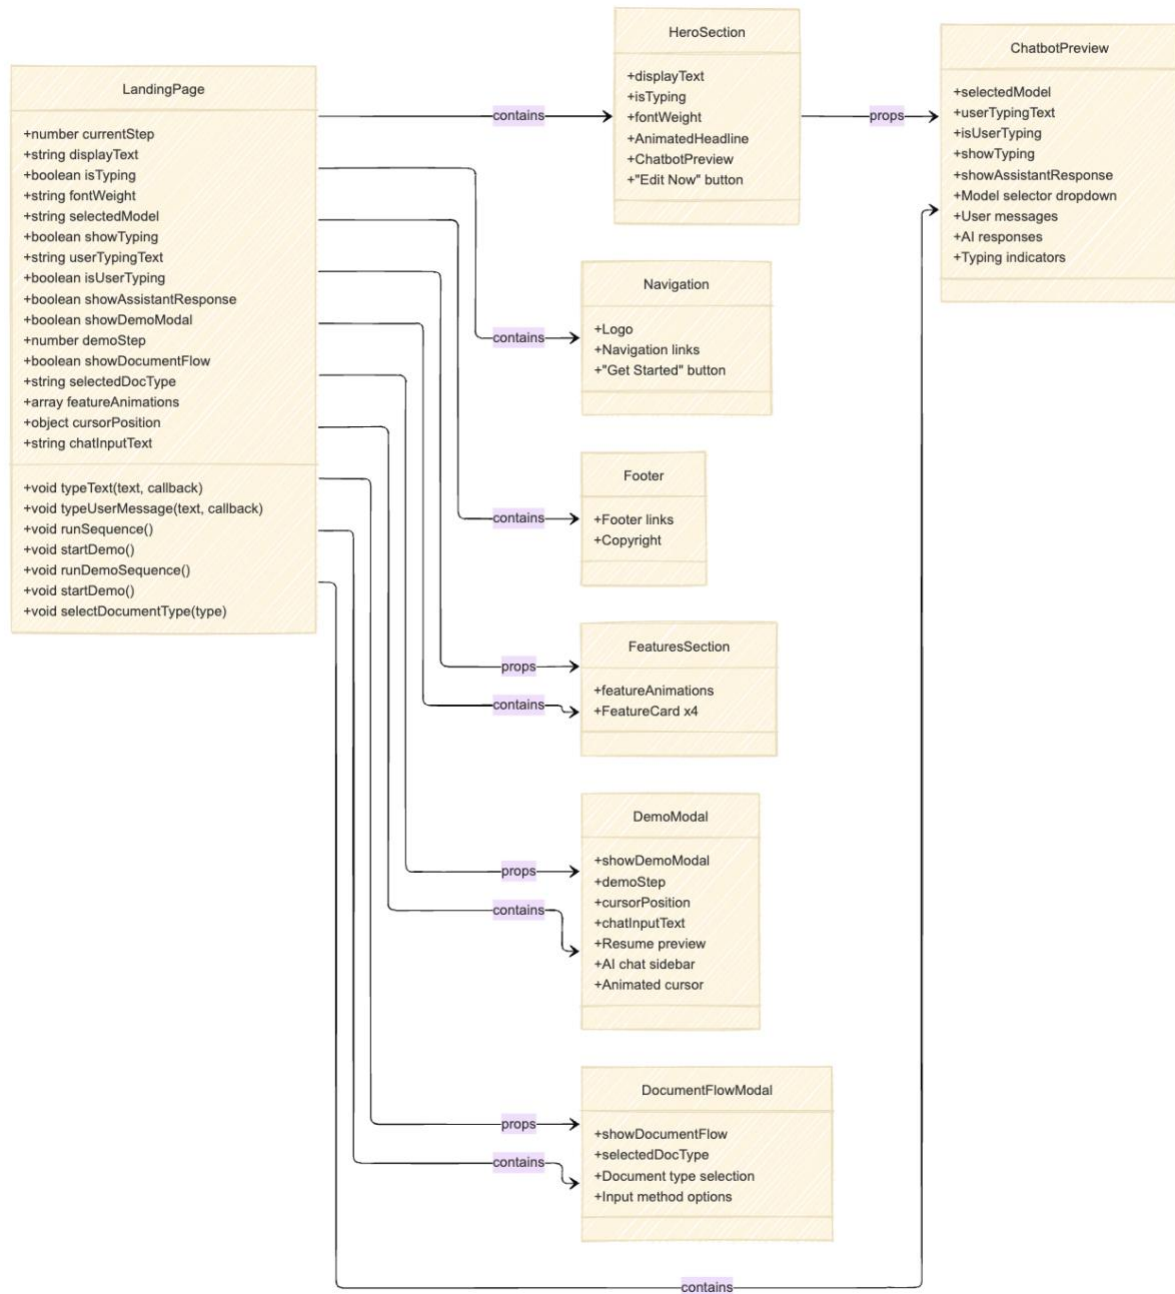 LandingPage
+number currentStep
+string displayText
+boolean isTyping
+string fontWeight
+string selectedModel
+boolean showTyping
+string userTypingText
+boolean isUserTyping
+boolean showAssistantResponse
+boolean showDemoModal
+number demoStep
+boolean showDocumentFlow
+string selectedDocType
+array featureAnimations
+object cursorPosition
+string chatInputText
+void typeText(text, callback)
+void typeUserMessage(text, callback)
+void runSequence()
+void startDemo()
+void runDemoSequence()
+void startDemo()
+void selectDocumentType(type)
contains
HeroSection
+displayText
+isTyping
+fontWeight
+AnimatedHeadline
+ChatbotPreview
+"Edit Now" button
props
ChatbotPreview
+selectedModel
+userTypingText
+isUserTyping
+showTyping
+showAssistantResponse
+Model selector dropdown
+User messages
+AI responses
+Typing indicators
contains
Navigation
+Logo
+Navigation links
+"Get Started" button
contains
Footer
+Footer links
+Copyright
props
contains
FeaturesSection
+featureAnimations
+FeatureCard x4
props
contains
DemoModal
+showDemoModal
+demoStep
+cursorPosition
+chatInputText
+Resume preview
+AI chat sidebar
+Animated cursor
props
contains
DocumentFlowModal
+showDocumentFlow
+selectedDocType
+Document type selection
+Input method options
contains